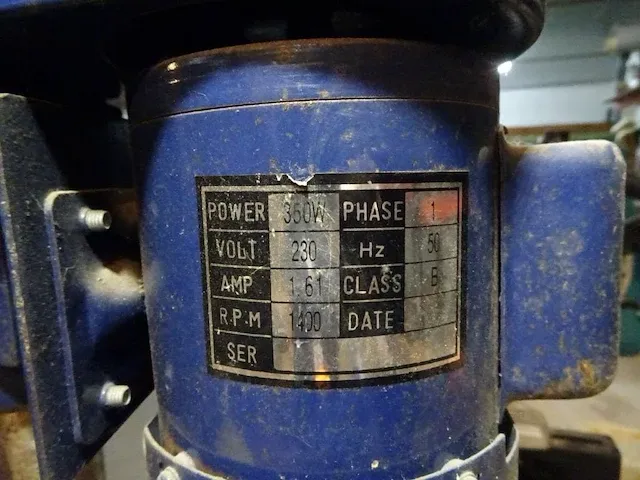 POWER 350W PHASE 1
VOLT 230 Hz 50
AMP 1.61 CLASS B
R.P.M 1400 DATE
SER